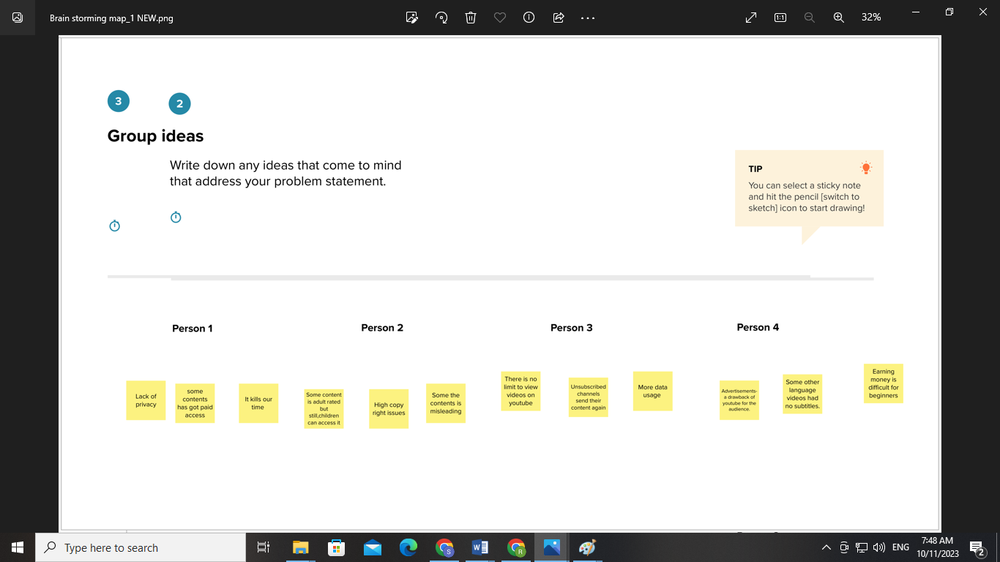 Brain storming map_1 NEW.png
32%
3
2
Group ideas
Write down any ideas that come to mind
that address your problem statement.
TIP
You can select a sticky note
and hit the pencil [switch to
sketch] icon to start drawing!
Person 1
Person 2
Person 3
Person 4
Lack of
privacy
some
contents
has got paid
access
It kills our
time
Some content
is adult rated
but
still,children
can access it
High copy
right issues
Some the
contents is
misleading
There is no
limit to view
videos on
youtube
Unsubscribed
channels
send their
content again
More data
usage
Advertisements-
a drawback of
youtube for the
audience.
Some other
language
videos had
no subtitles.
Earning
money is
difficult for
beginners
Type here to search
ENG
7:48 AM
10/11/2023
2